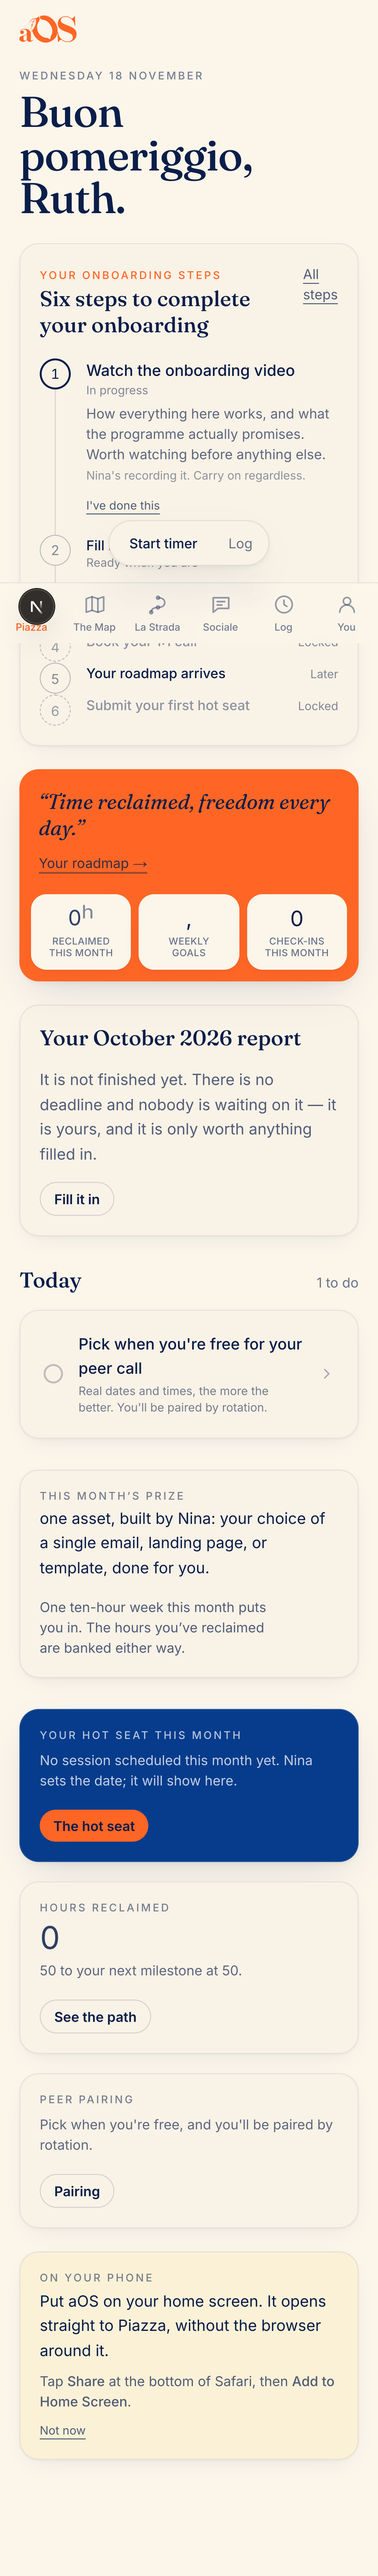 aOS
WEDNESDAY 18 NOVEMBER
Buon
pomeriggio,
Ruth.
YOUR ONBOARDING STEPS
All
steps
Six steps to complete
your onboarding
1
Watch the onboarding video
In progress
How everything here works, and what
the programme actually promises.
Worth watching before anything else.
Nina's recording it. Carry on regardless.
I've done this
2
Fill
Ready when you are
Start timer
Log
N
Piazza
The Map
La Strada
Sociale
Log
You
4
Book your 1:1 call
Locked
5
Your roadmap arrives
Later
6
Submit your first hot seat
Locked
“Time reclaimed, freedom every
day.”
Your roadmap →
0h
RECLAIMED
THIS MONTH
,
WEEKLY
GOALS
0
CHECK-INS
THIS MONTH
Your October 2026 report
It is not finished yet. There is no
deadline and nobody is waiting on it — it
is yours, and it is only worth anything
filled in.
Fill it in
Today
1 to do
Pick when you're free for your
peer call
Real dates and times, the more the
better. You'll be paired by rotation.
THIS MONTH'S PRIZE
one asset, built by Nina: your choice of
a single email, landing page, or
template, done for you.
One ten-hour week this month puts
you in. The hours you’ve reclaimed
are banked either way.
YOUR HOT SEAT THIS MONTH
No session scheduled this month yet. Nina
sets the date; it will show here.
The hot seat
HOURS RECLAIMED
0
50 to your next milestone at 50.
See the path
PEER PAIRING
Pick when you're free, and you'll be paired by
rotation.
Pairing
ON YOUR PHONE
Put aOS on your home screen. It opens
straight to Piazza, without the browser
around it.
Tap Share at the bottom of Safari, then Add to
Home Screen.
Not now